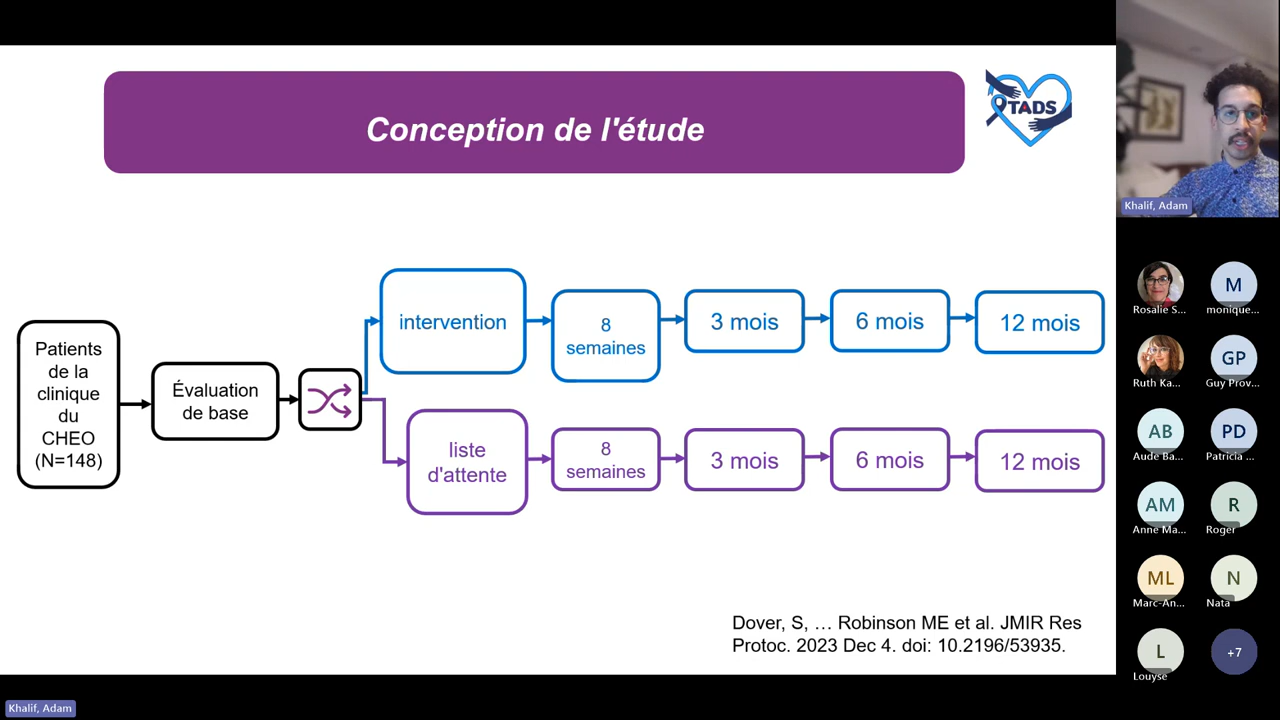 Conception de l'étude
TADS
Patients
de la
clinique
du
CHEO
(N=148)
Évaluation
de base
intervention
8
semaines
3 mois
6 mois
12 mois
liste
d'attente
8
semaines
3 mois
6 mois
12 mois
Dover, S, … Robinson ME et al. JMIR Res
Protoc. 2023 Dec 4. doi: 10.2196/53935.
Khalif, Adam
Rosalie S...
M
monique...
Ruth Ka...
GP
Guy Prov...
AB
Aude Ba...
PD
Patricia ...
AM
Anne Ma...
R
Roger
ML
Marc-An...
N
Nata
L
Louyse
+7
Khalif, Adam